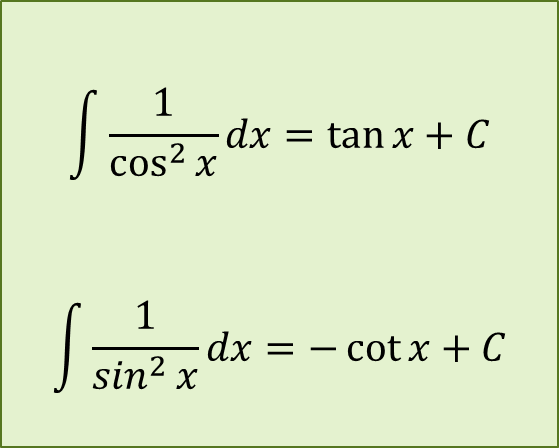 ∫ 1/cos² x dx = tan x + C
∫ 1/sin² x dx = − cot x + C